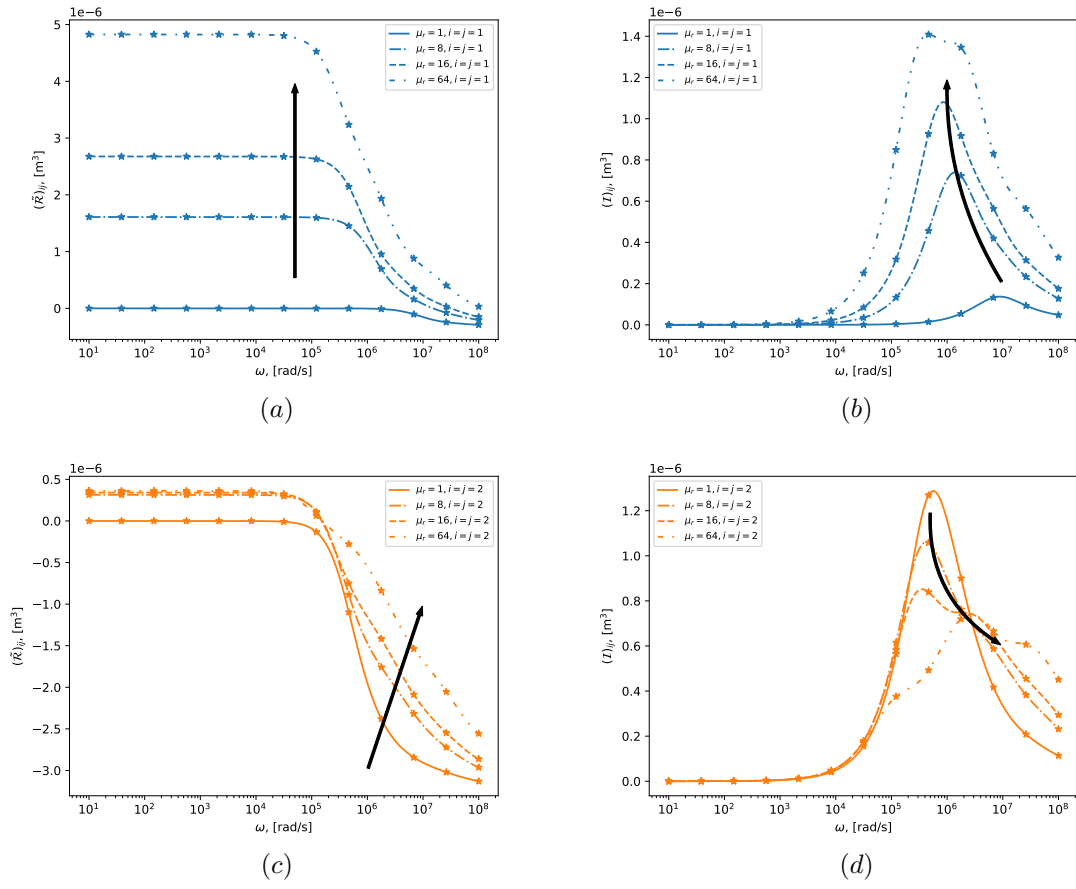 1e−6
(R̃)ij, [m³]
6
5
4
3
2
1
0
10¹ 10² 10³ 10⁴ 10⁵ 10⁶ 10⁷ 10⁸
ω, [rad/s]
μr = 1, i = j = 1
μr = 8, i = j = 1
μr = 16, i = j = 1
μr = 64, i = j = 1
(a)
1e−6
(I)ij, [m³]
1.4
1.2
1.0
0.8
0.6
0.4
0.2
0.0
10¹ 10² 10³ 10⁴ 10⁵ 10⁶ 10⁷ 10⁸
ω, [rad/s]
μr = 1, i = j = 1
μr = 8, i = j = 1
μr = 16, i = j = 1
μr = 64, i = j = 1
(b)
1e−6
(R̃)ij, [m³]
0.5
0.0
−0.5
−1.0
−1.5
−2.0
−2.5
−3.0
10¹ 10² 10³ 10⁴ 10⁵ 10⁶ 10⁷ 10⁸
ω, [rad/s]
μr = 1, i = j = 2
μr = 8, i = j = 2
μr = 16, i = j = 2
μr = 64, i = j = 2
(c)
1e−6
(I)ij, [m³]
1.2
1.0
0.8
0.6
0.4
0.2
0.0
10¹ 10² 10³ 10⁴ 10⁵ 10⁶ 10⁷ 10⁸
ω, [rad/s]
μr = 1, i = j = 2
μr = 8, i = j = 2
μr = 16, i = j = 2
μr = 64, i = j = 2
(d)